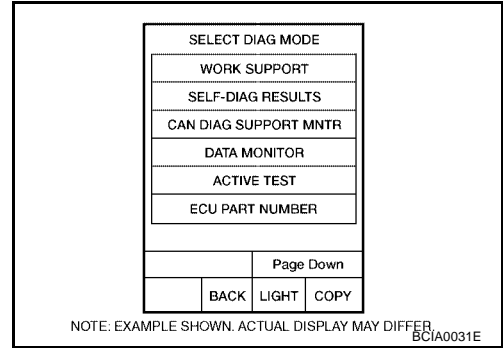 SELECT DIAG MODE
WORK SUPPORT
SELF-DIAG RESULTS
CAN DIAG SUPPORT MNTR
DATA MONITOR
ACTIVE TEST
ECU PART NUMBER
Page Down
BACK LIGHT COPY
NOTE: EXAMPLE SHOWN. ACTUAL DISPLAY MAY DIFFER.
BCIA0031E